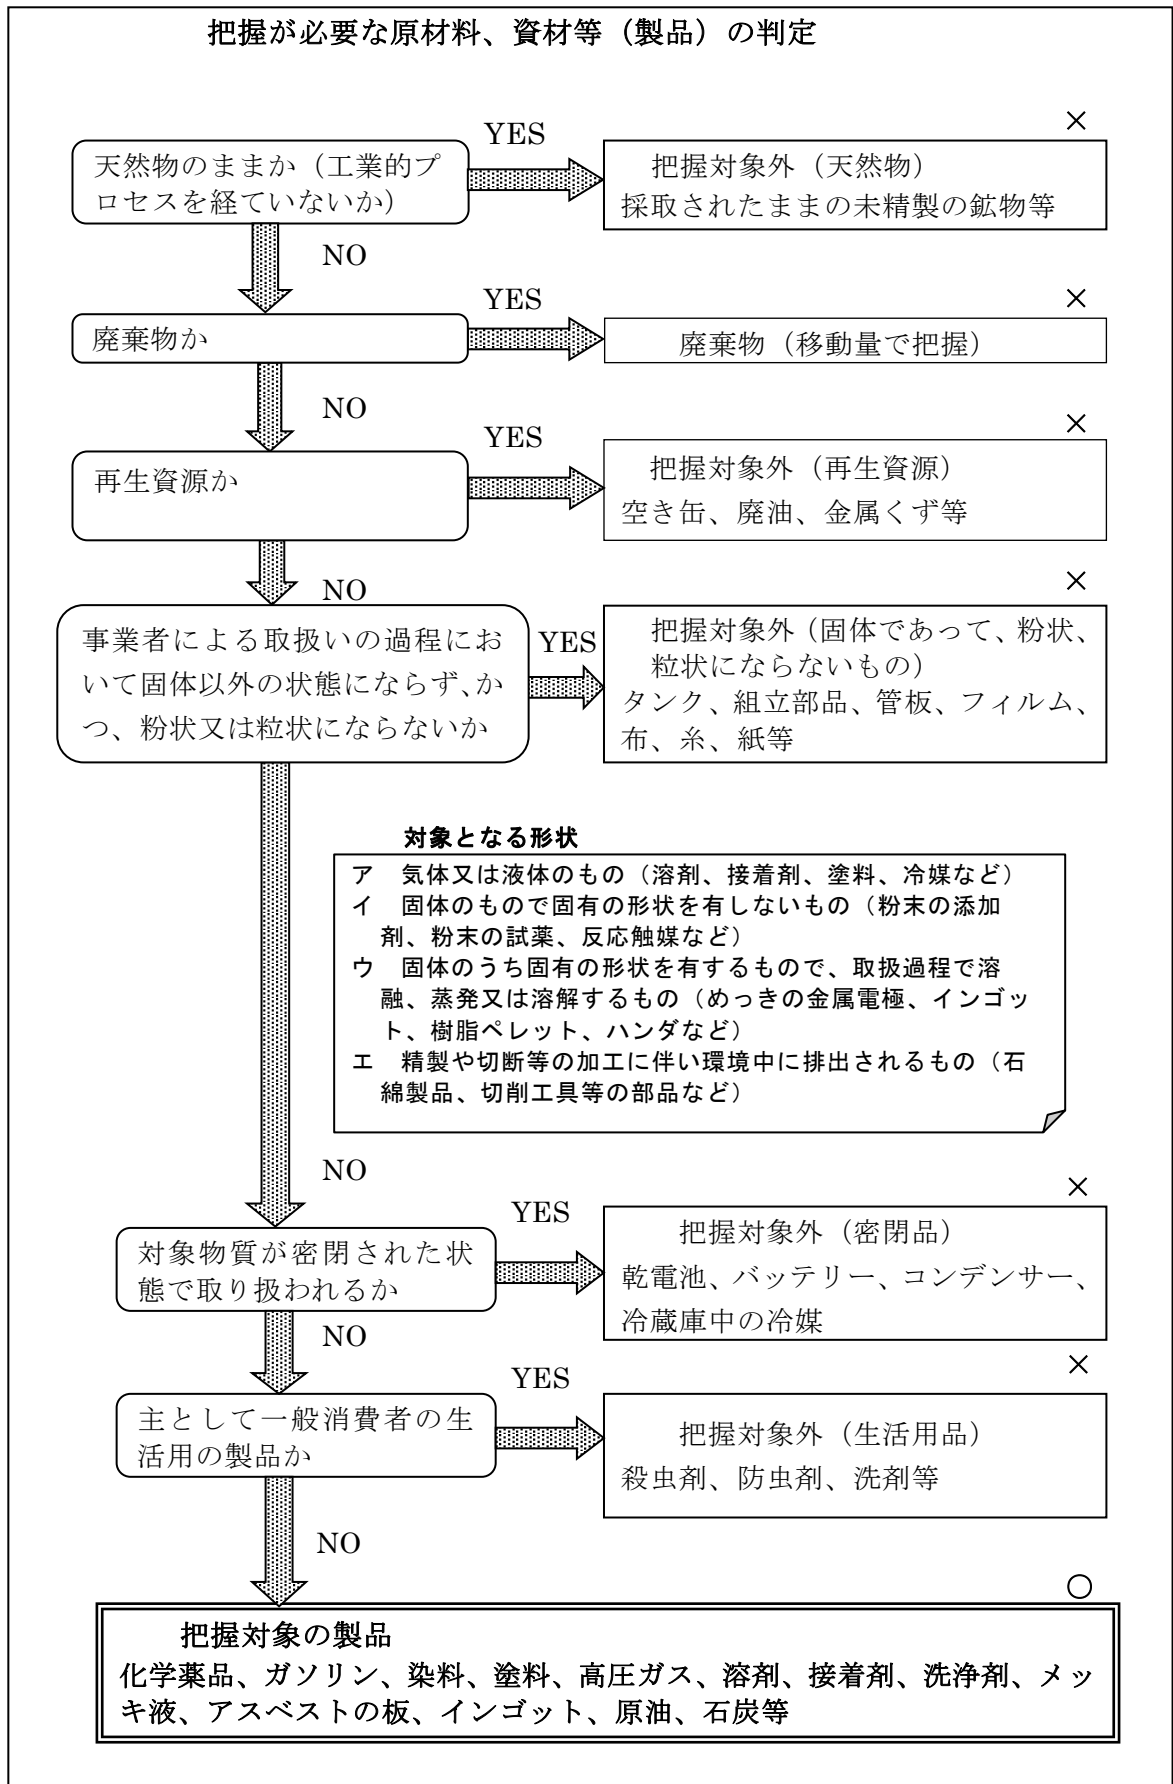 把握が必要な原材料、資材等（製品）の判定
×
YES
天然物のままか（工業的プ
ロセスを経ていないか）
把握対象外（天然物）
採取されたままの未精製の鉱物等
NO
×
YES
廃棄物か
廃棄物（移動量で把握）
NO
×
YES
再生資源か
把握対象外（再生資源）
空き缶、廃油、金属くず等
NO
×
事業者による取扱いの過程にお
いて固体以外の状態にならず、か
つ、粉状又は粒状にならないか
YES
把握対象外（固体であって、粉状、
粒状にならないもの）
タンク、組立部品、管板、フィルム、
布、糸、紙等
対象となる形状
ア　気体又は液体のもの（溶剤、接着剤、塗料、冷媒など）
イ　固体のもので固有の形状を有しないもの（粉末の添加
剤、粉末の試薬、反応触媒など）
ウ　固体のうち固有の形状を有するもので、取扱過程で溶
融、蒸発又は溶解するもの（めっきの金属電極、インゴッ
ト、樹脂ペレット、ハンダなど）
エ　精製や切断等の加工に伴い環境中に排出されるもの（石
綿製品、切削工具等の部品など）
NO
×
YES
対象物質が密閉された状
態で取り扱われるか
把握対象外（密閉品）
乾電池、バッテリー、コンデンサー、
冷蔵庫中の冷媒
NO
×
YES
主として一般消費者の生
活用の製品か
把握対象外（生活用品）
殺虫剤、防虫剤、洗剤等
NO
○
把握対象の製品
化学薬品、ガソリン、染料、塗料、高圧ガス、溶剤、接着剤、洗浄剤、メッ
キ液、アスベストの板、インゴット、原油、石炭等